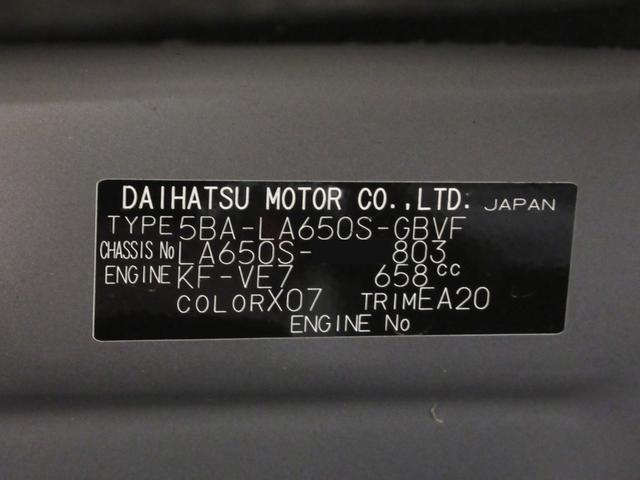 DAIHATSU MOTOR CO.,LTD. JAPAN
TYPE 5BA-LA650S-GBVF
CHASSIS No LA650S- 803
ENGINE KF-VE7 658cc
COLOR X07 TRIM EA20
ENGINE No